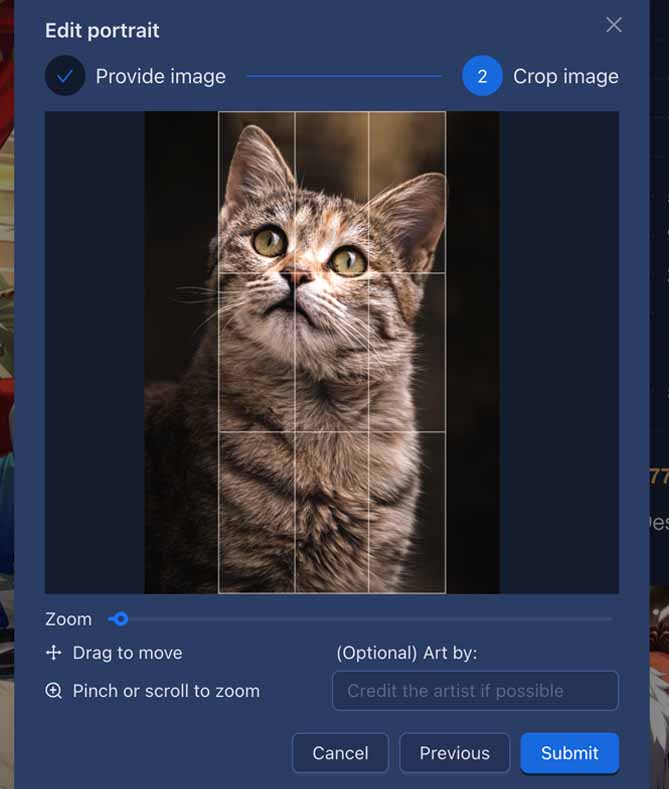 Edit portrait
Provide image
2 Crop image
Zoom
Drag to move
(Optional) Art by:
Pinch or scroll to zoom
Credit the artist if possible
Cancel
Previous
Submit
77